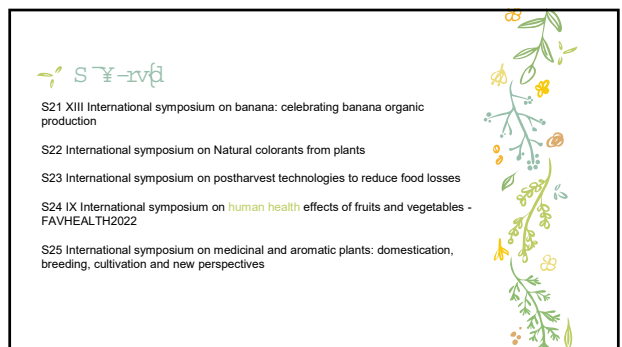 S21 XIII International symposium on banana: celebrating banana organic
production
S22 International symposium on Natural colorants from plants
S23 International symposium on postharvest technologies to reduce food losses
S24 IX International symposium on human health effects of fruits and vegetables -
FAVHEALTH2022
S25 International symposium on medicinal and aromatic plants: domestication,
breeding, cultivation and new perspectives